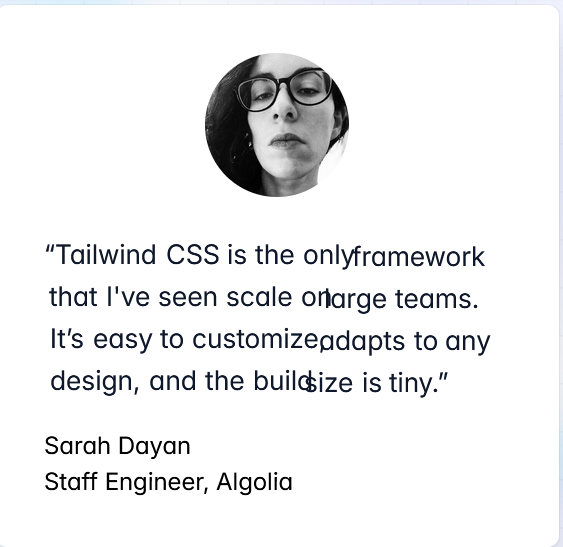 “Tailwind CSS is the only framework
that I've seen scale on large teams.
It’s easy to customize, adapts to any
design, and the build size is tiny.”
Sarah Dayan
Staff Engineer, Algolia